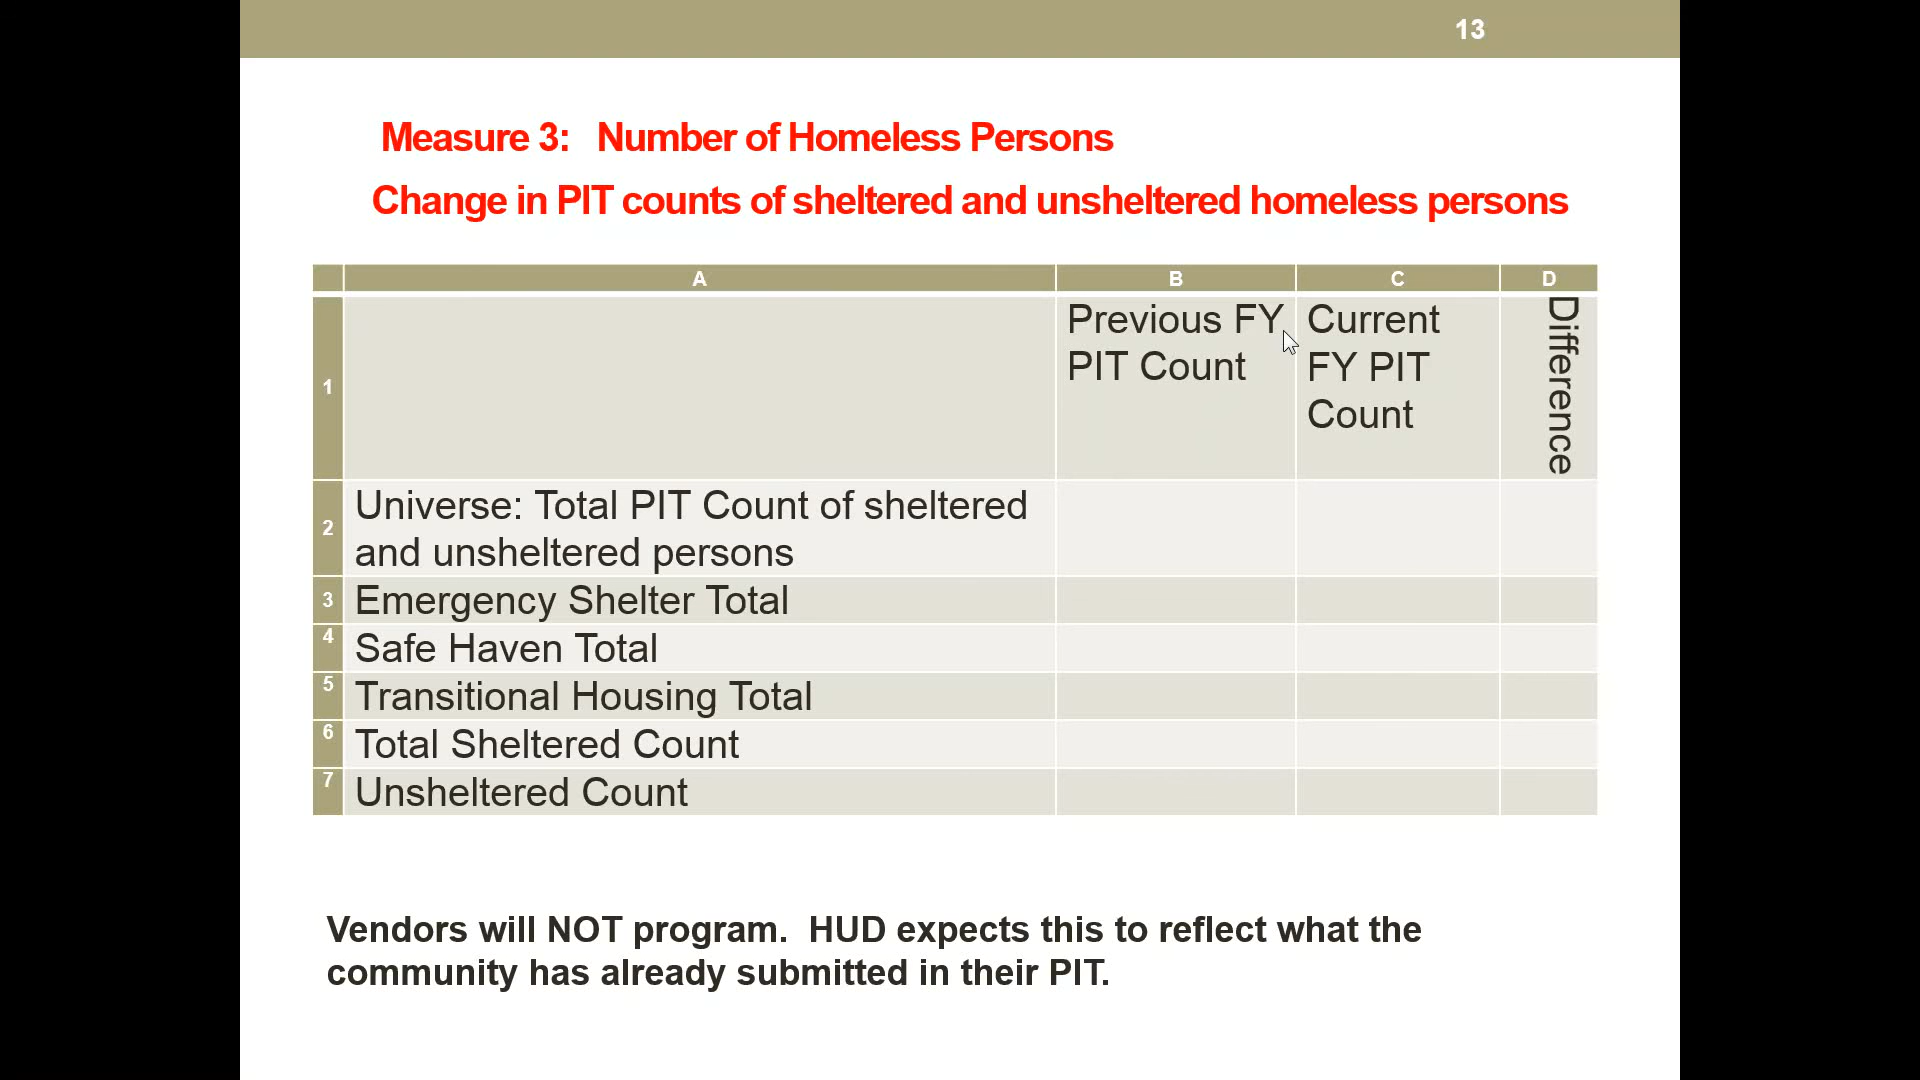 13
Measure 3: Number of Homeless Persons
Change in PIT counts of sheltered and unsheltered homeless persons
A B C D
1 Previous FY PIT Count Current FY PIT Count Difference
2 Universe: Total PIT Count of sheltered and unsheltered persons
3 Emergency Shelter Total
4 Safe Haven Total
5 Transitional Housing Total
6 Total Sheltered Count
7 Unsheltered Count
Vendors will NOT program. HUD expects this to reflect what the
community has already submitted in their PIT.